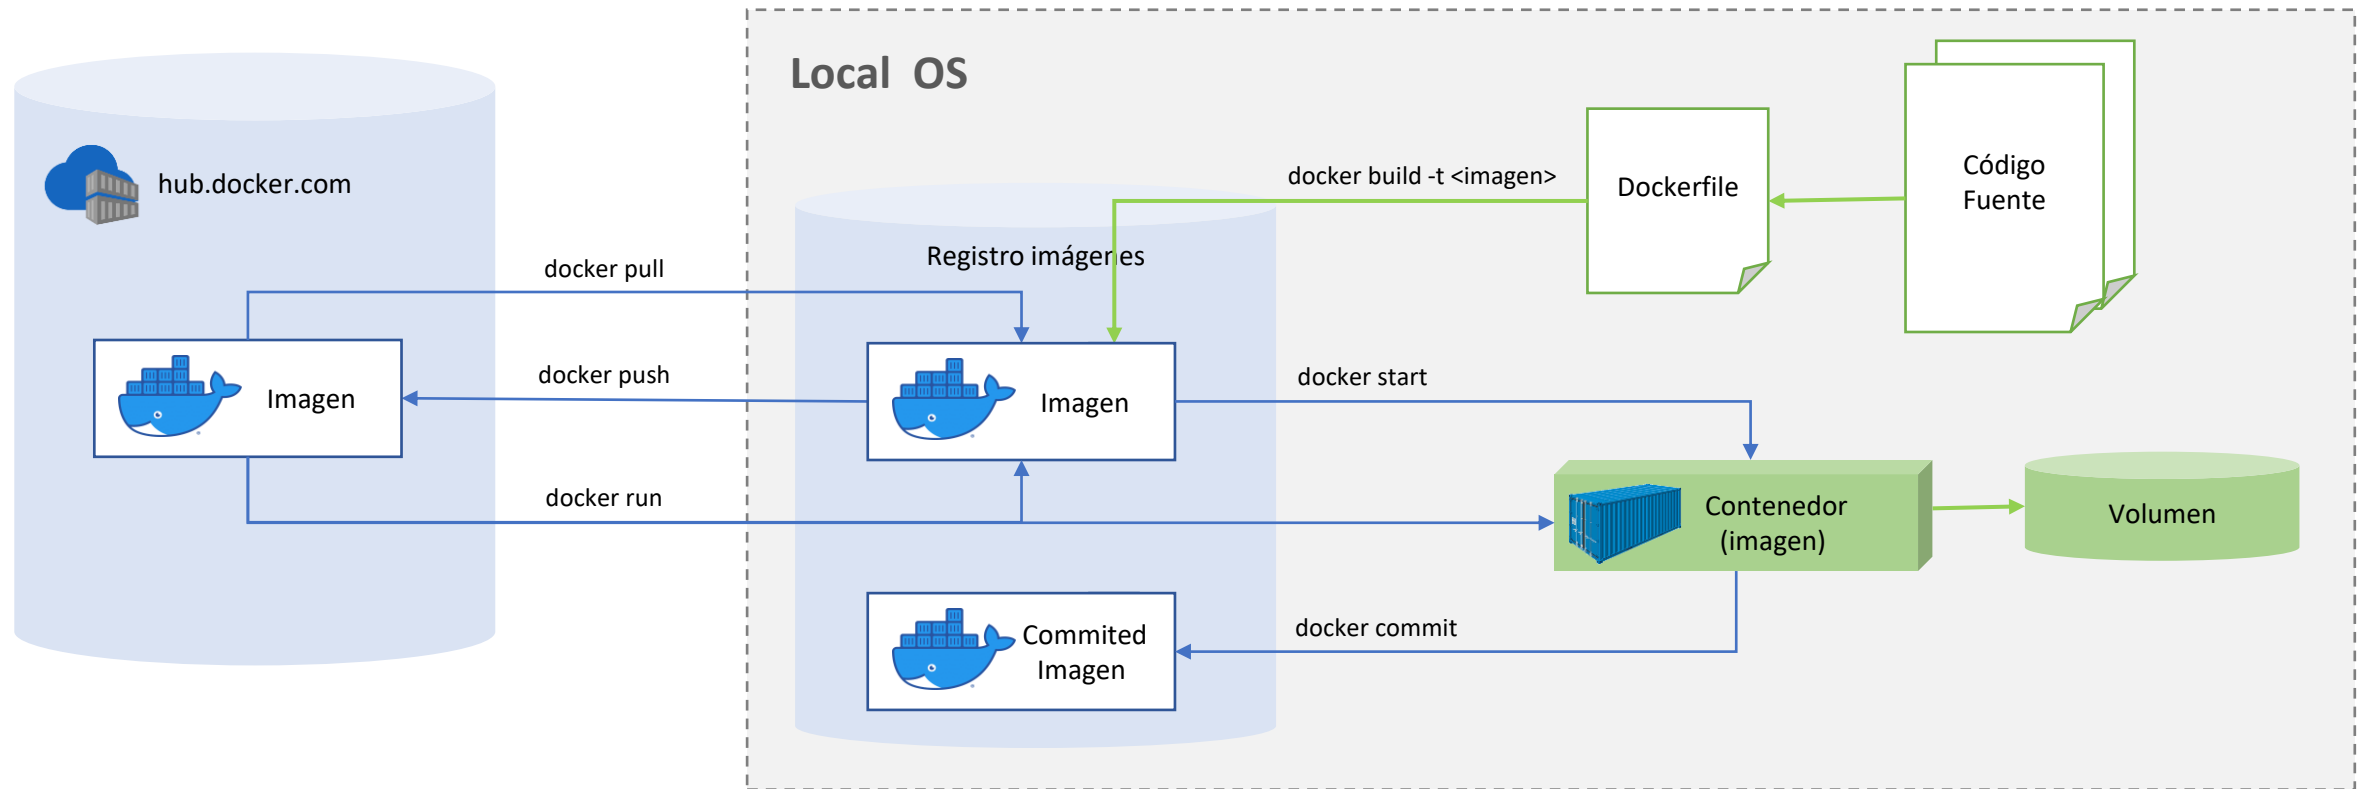 Local OS
hub.docker.com
docker build -t <imagen>
Dockerfile
Código
Fuente
Registro imágenes
docker pull
Imagen
docker push
Imagen
docker start
docker run
Contenedor
(imagen)
Volumen
Commited
Imagen
docker commit